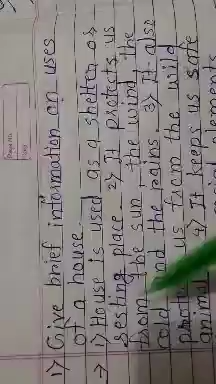 1) Give brief information on uses
of a house.
→ 1) House is used as a shelter or
resting place. 2) It protects us
from the sun, the wind, the
cold and the rains. 3) It also
us from the wild
animal 4) It keeps us safe